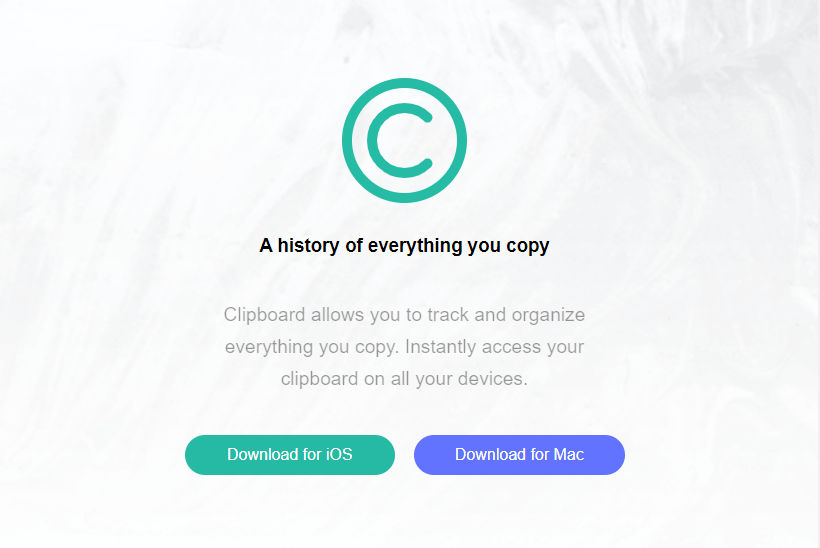 A history of everything you copy
Clipboard allows you to track and organize
everything you copy. Instantly access your
clipboard on all your devices.
Download for iOS
Download for Mac